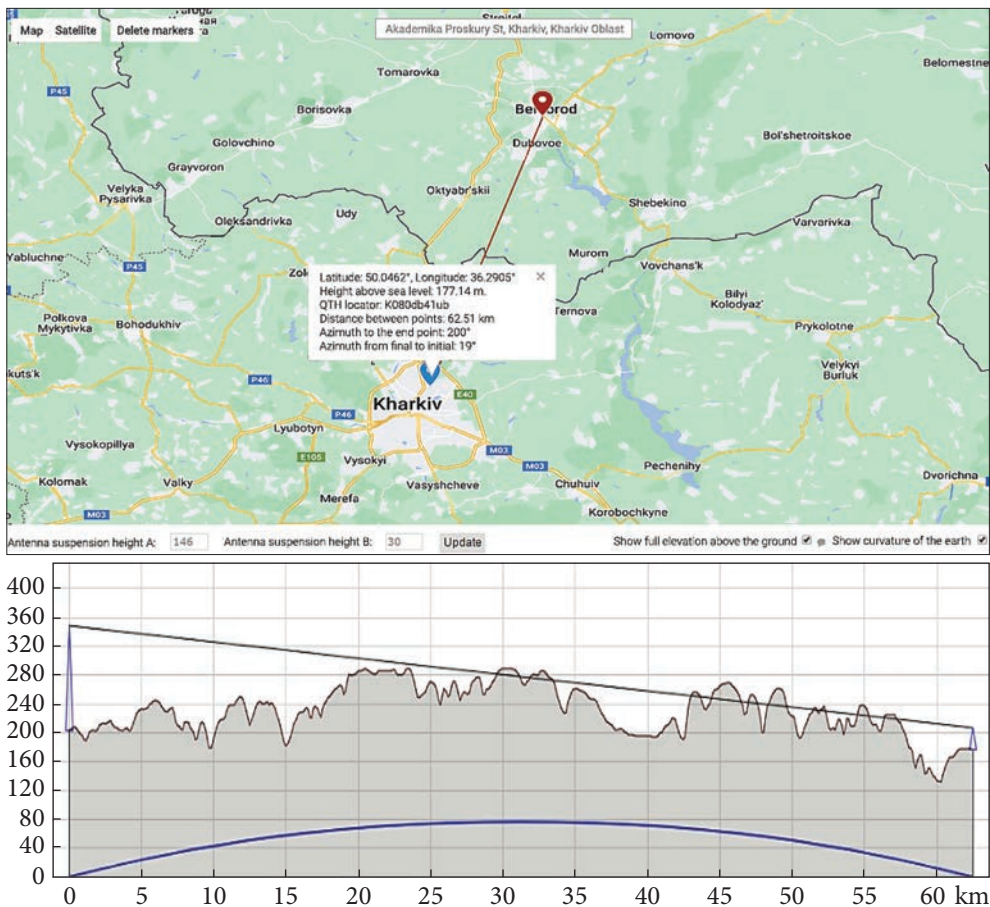 Stroitel
Map Satellite Delete markers
Akademika Proskury St, Kharkiv, Kharkiv Oblast
Lomovo
Belomestne
Tomarovka
P45
Borisovka
Belgorod
Bol'shetroitskoe
Golovchino
Dubovoe
Grayvoron
Velyka
Pysarivka
Oktyabr'skii
Shebekino
Oleksandrivka
Udy
Varvarivka
Yabluchne
P45
Zol
Murom
Vovchans'k
Latitude: 50.0462°, Longitude: 36.2905°
Height above sea level: 177.14 m.
QTH locator: KO80db41ub
Distance between points: 62.51 km
Azimuth to the end point: 200°
Azimuth from final to initial: 19°
Ternova
Bilyi
Kolodyaz'
Polkova
Mykytivka
Bohodukhiv
Prykolotne
kuts'k
Velykyi
Burluk
P46
E40
Kharkiv
P46
Lyubotyn
Vysokopillya
E105
Vysokyi
M03
M03
Pechenihy
Kolomak
Valky
Vasyshcheve
Chuhuiv
Dvorichna
Merefa
Korobochkyne
M03
Antenna suspension height A: 146 Antenna suspension height B: 30 Update Show full elevation above the ground Show curvature of the earth
400
360
320
280
240
200
160
120
80
40
0
0 5 10 15 20 25 30 35 40 45 50 55 60 km